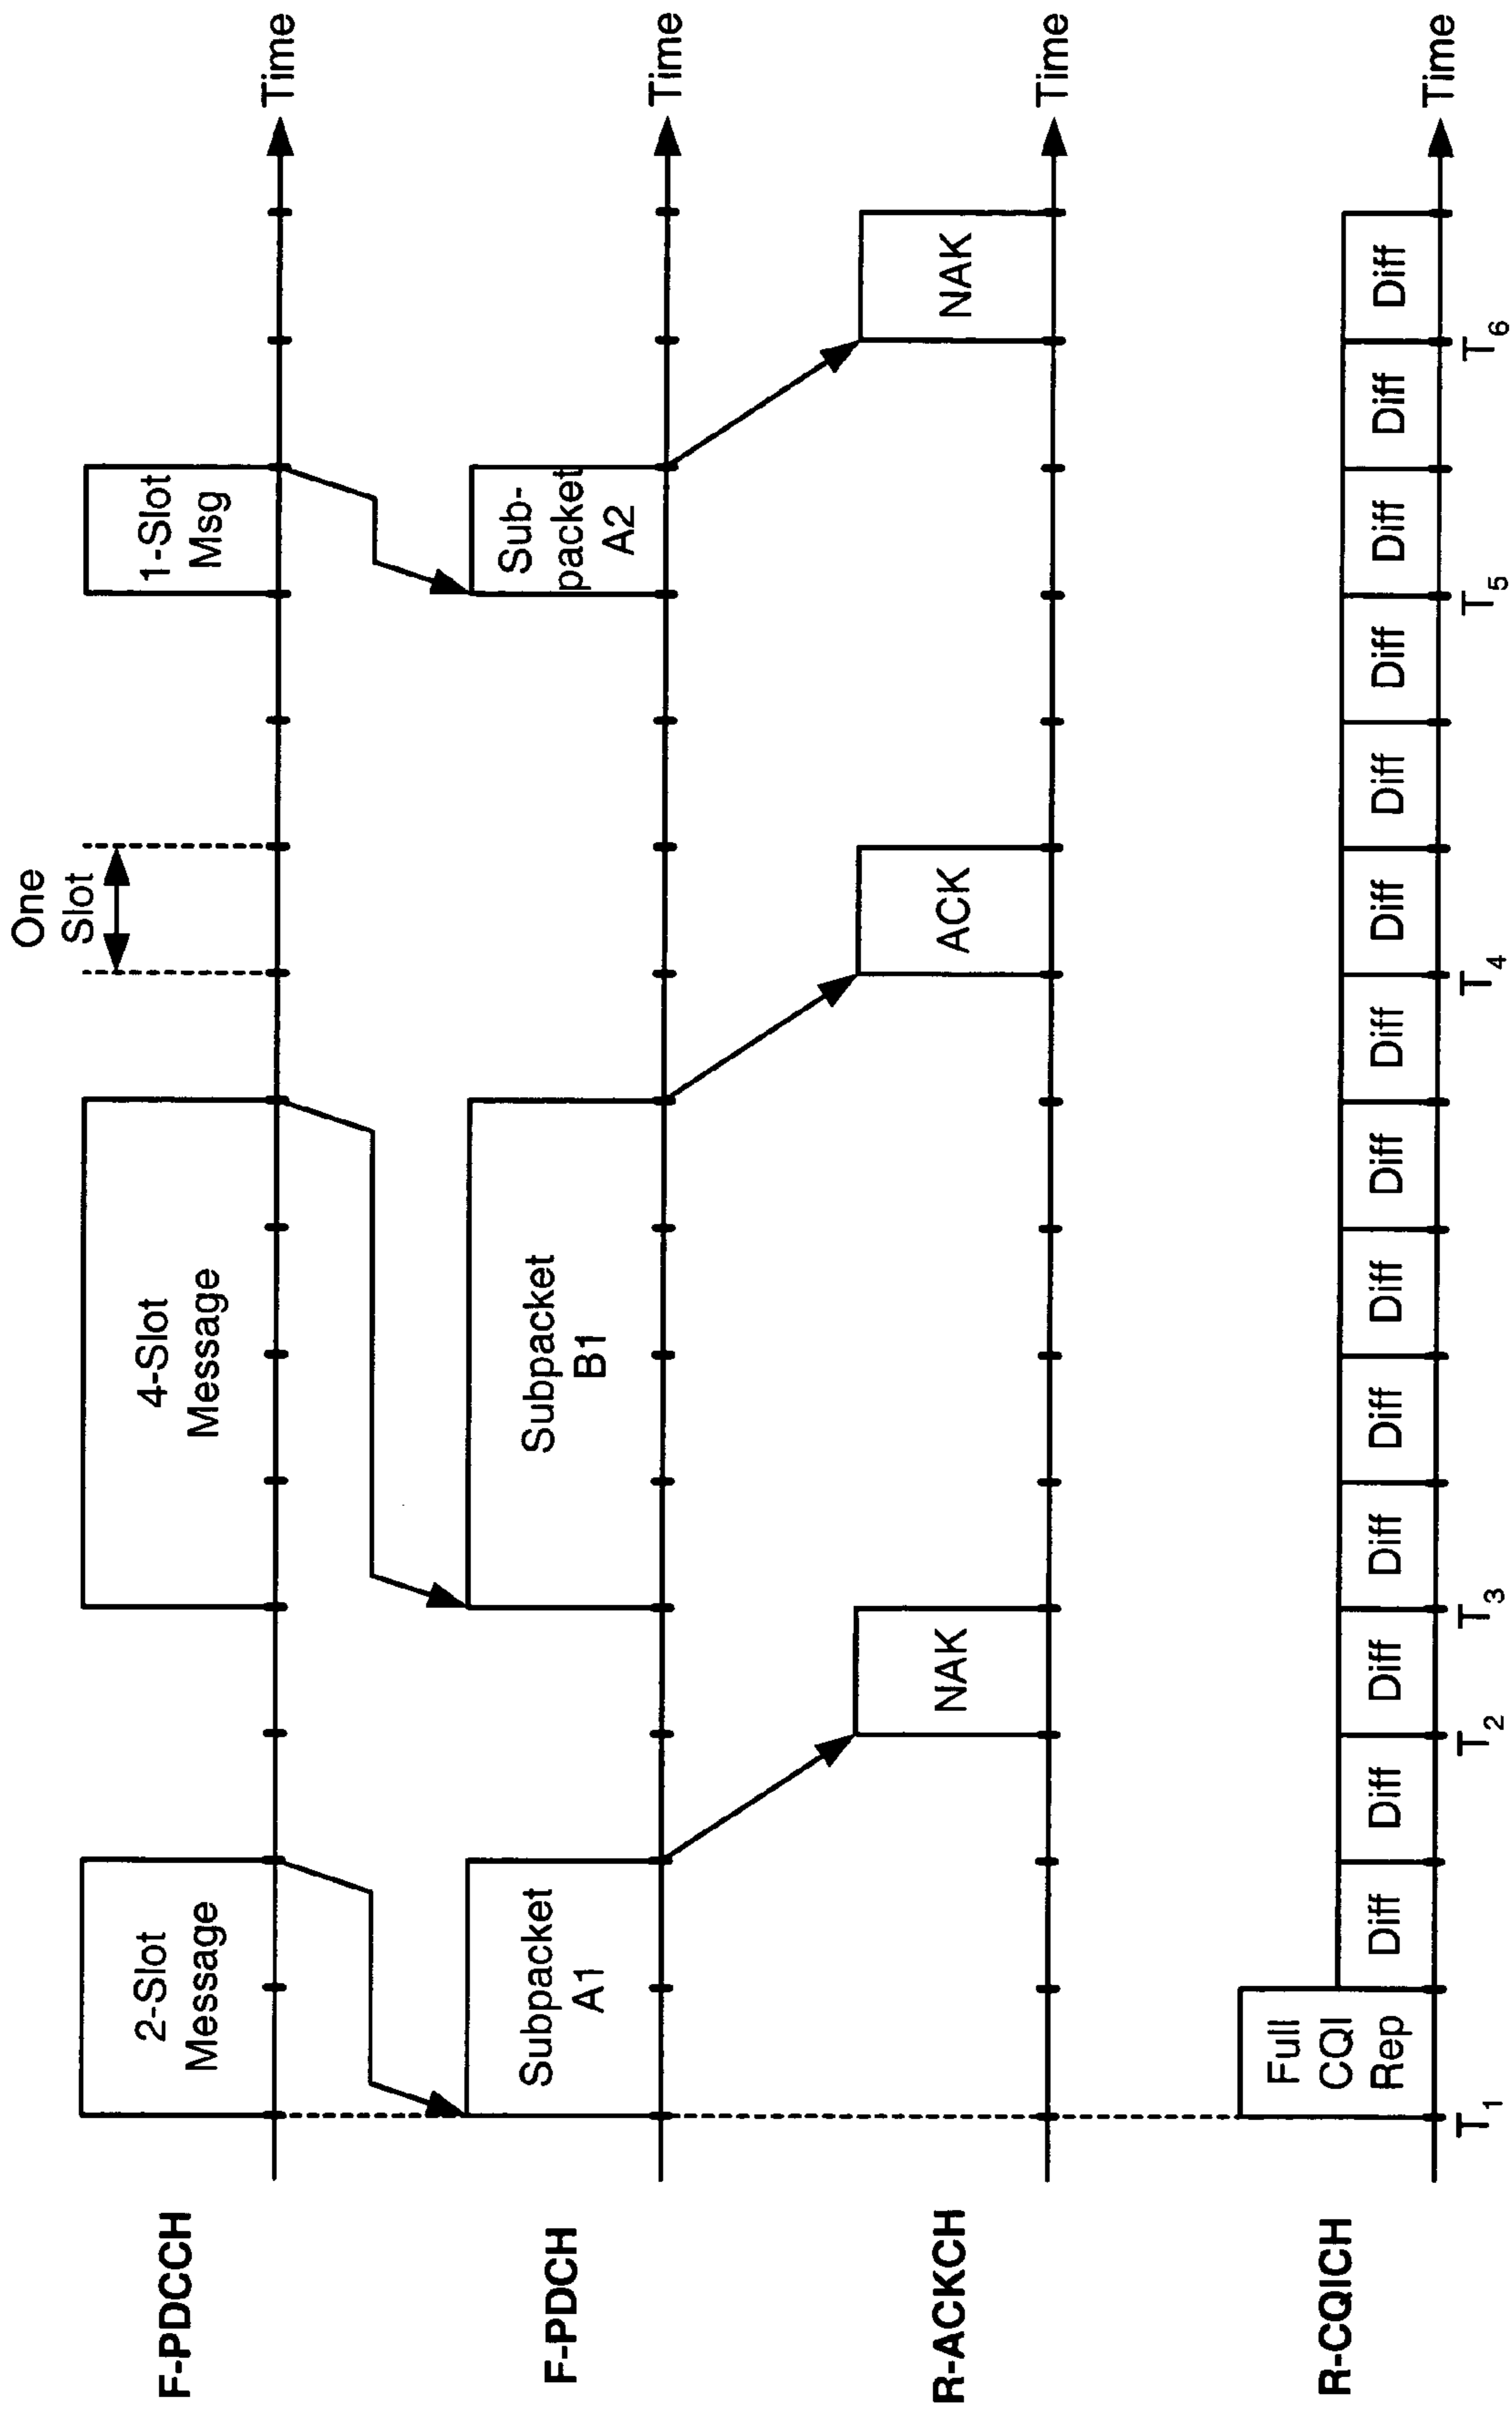 One
Slot
F-PDCCH
2-Slot
Message
4-Slot
Message
1-Slot
Msg
Time
F-PDCH
Subpacket
A1
Subpacket
B1
Sub-
packet
A2
Time
R-ACKCH
NAK
ACK
NAK
Time
R-CQICH
Full
CQI
Rep
Diff
Diff
Diff
Diff
Diff
Diff
Diff
Diff
Diff
Diff
Diff
Diff
Diff
Diff
Time
T1
T2
T3
T4
T5
T6